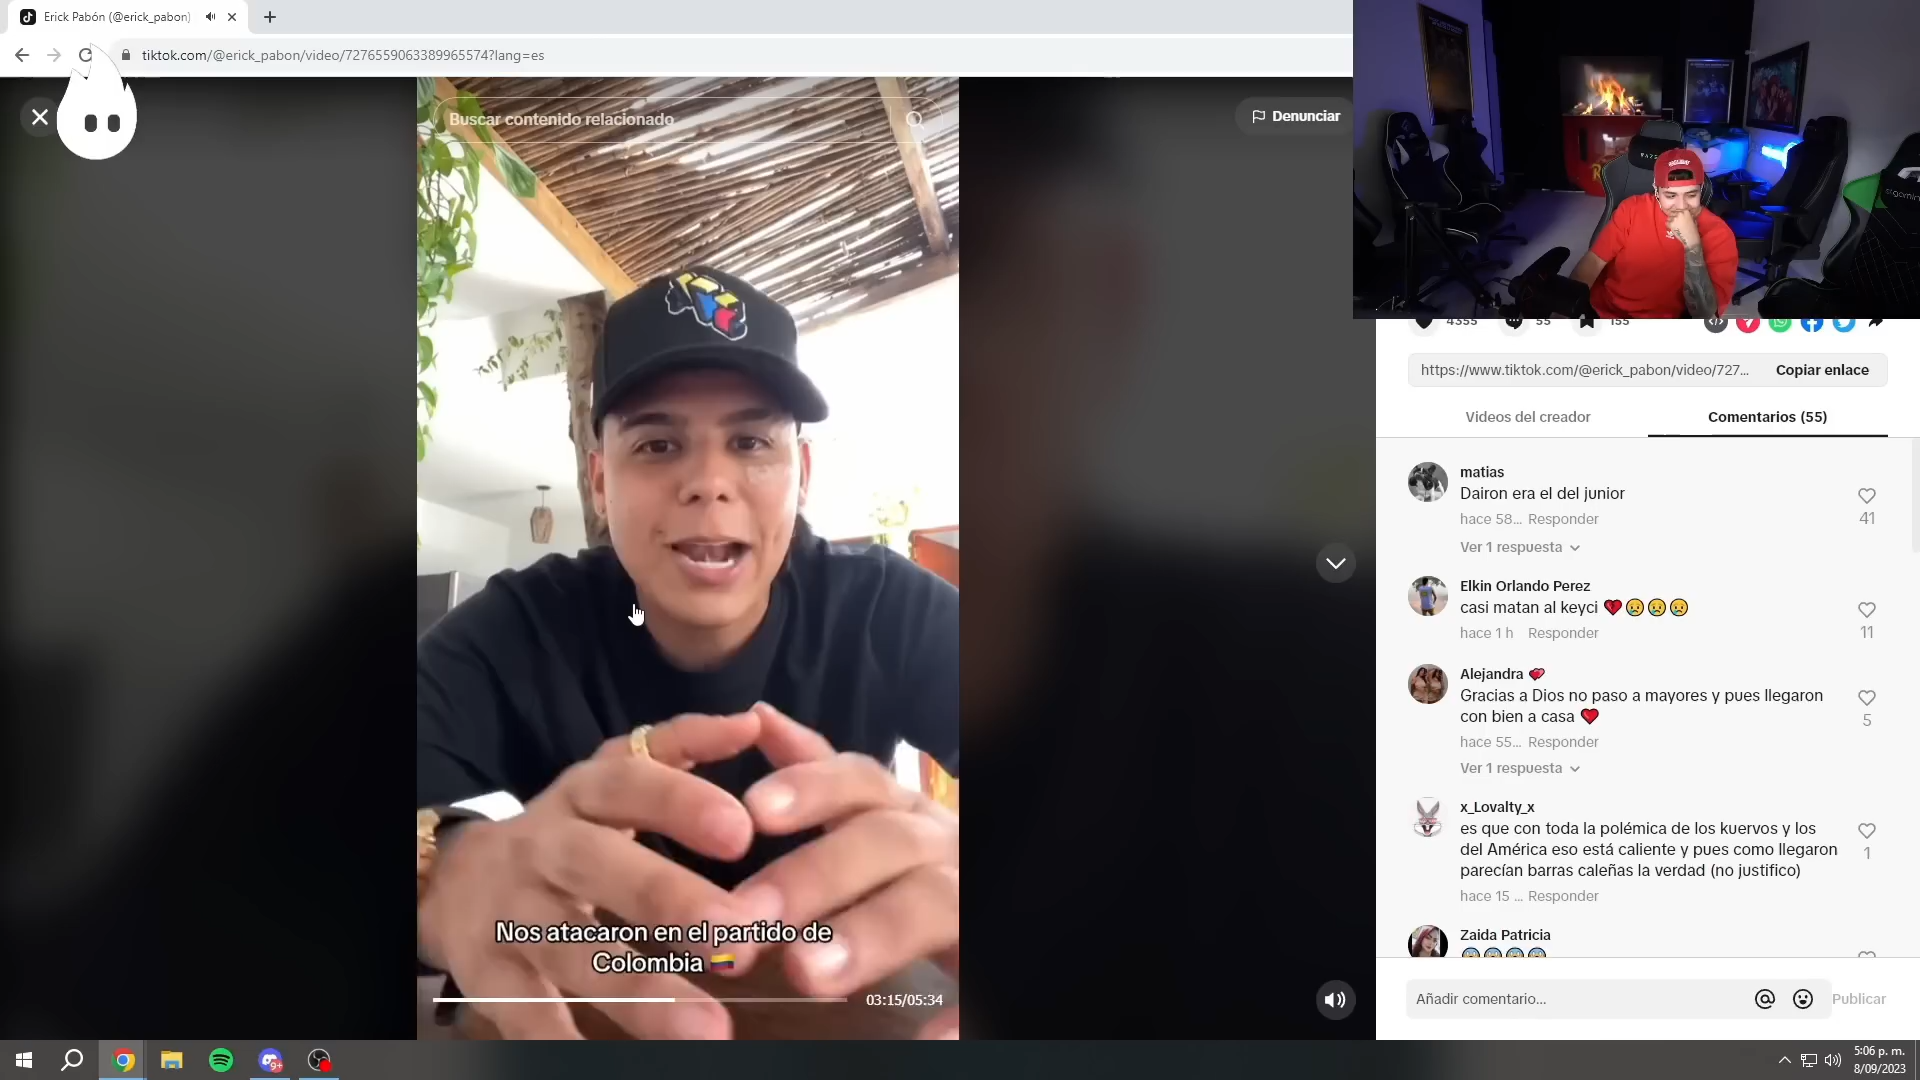 Erick Pabón (@erick_pabon)
tiktok.com/@erick_pabon/video/7276559063389965574?lang=es
Buscar contenido relacionado
Denunciar
4355
55
155
https://www.tiktok.com/@erick_pabon/video/727...
Copiar enlace
Videos del creador
Comentarios (55)
matias
Dairon era el del junior
hace 58... Responder
41
Ver 1 respuesta
Elkin Orlando Perez
casi matan al keyci 💔😢😢😢
hace 1 h Responder
11
Alejandra 💕
Gracias a Dios no paso a mayores y pues llegaron
con bien a casa ❤️
hace 55... Responder
5
Ver 1 respuesta
x_Lovalty_x
es que con toda la polémica de los kuervos y los
del América eso está caliente y pues como llegaron
parecían barras caleñas la verdad (no justifico)
hace 15 ... Responder
1
Zaida Patricia
😨😨😨😨
Nos atacaron en el partido de
Colombia 🇨🇴
03:15/05:34
Añadir comentario...
Publicar
9+
5:06 p. m.
8/09/2023